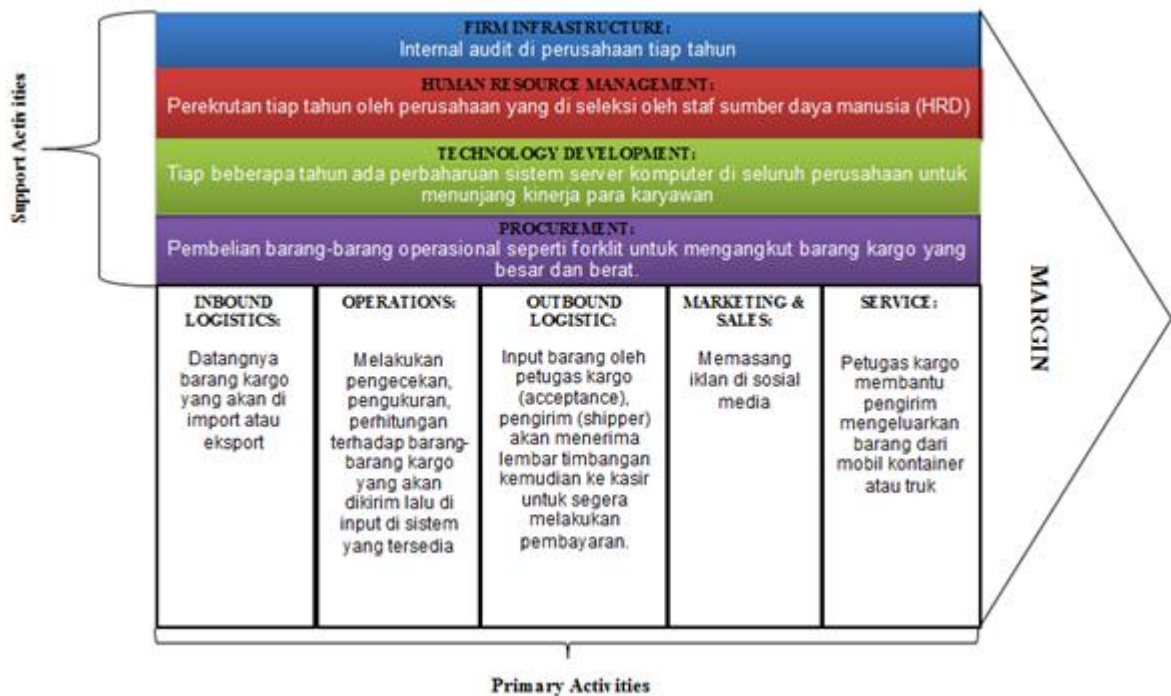 Support Activities
FIRM INFRASTRUCTURE:
Internal audit di perusahaan tiap tahun
HUMAN RESOURCE MANAGEMENT:
Perekrutan tiap tahun oleh perusahaan yang di seleksi oleh staf sumber daya manusia (HRD)
TECHNOLOGY DEVELOPMENT:
Tiap beberapa tahun ada perbaharuan sistem server komputer di seluruh perusahaan untuk
menunjang kinerja para karyawan
PROCUREMENT:
Pembelian barang-barang operasional seperti forklit untuk mengangkut barang kargo yang
besar dan berat.
INBOUND
LOGISTICS:
Datangnya
barang kargo
yang akan di
import atau
eksport
OPERATIONS:
Melakukan
pengecekan,
pengukuran,
perhitungan
terhadap barang-
barang kargo
yang akan
dikirim lalu di
input di sistem
yang tersedia
OUTBOUND
LOGISTIC:
Input barang oleh
petugas kargo
(acceptance),
pengirim (shipper)
akan menerima
lembar timbangan
kemudian ke kasir
untuk segera
melakukan
pembayaran.
MARKETING &
SALES:
Memasang
iklan di sosial
media
SERVICE:
Petugas kargo
membantu
pengirim
mengeluarkan
barang dari
mobil kontainer
atau truk
MARGIN
Primary Activities